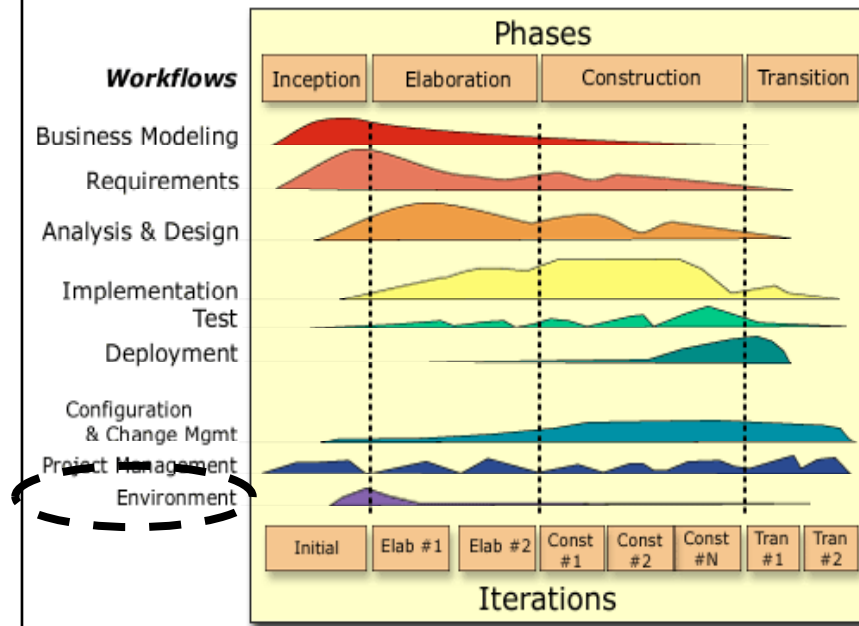 Phases
Workflows
Inception
Elaboration
Construction
Transition
Business Modeling
Requirements
Analysis & Design
Implementation
Test
Deployment
Configuration
& Change Mgmt
Project Management
Environment
Initial
Elab #1
Elab #2
Const
#1
Const
#2
Const
#N
Tran
#1
Tran
#2
Iterations